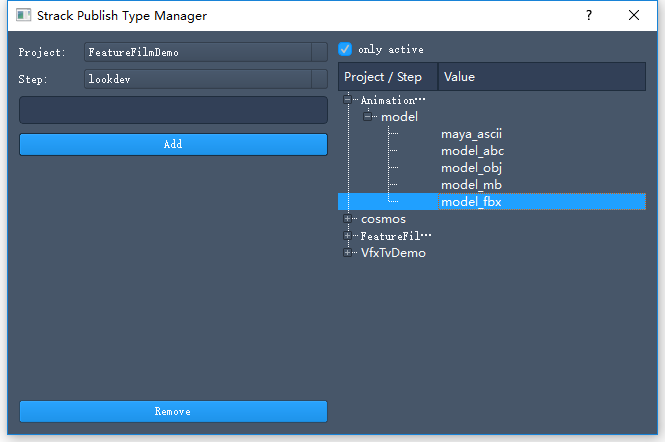 Strack Publish Type Manager
Project: FeatureFilmDemo
Step: lookdev
Add
Remove
only active
Project / Step Value
Animation···
model
maya_ascii
model_abc
model_obj
model_mb
model_fbx
cosmos
FeatureFil···
VfxTvDemo